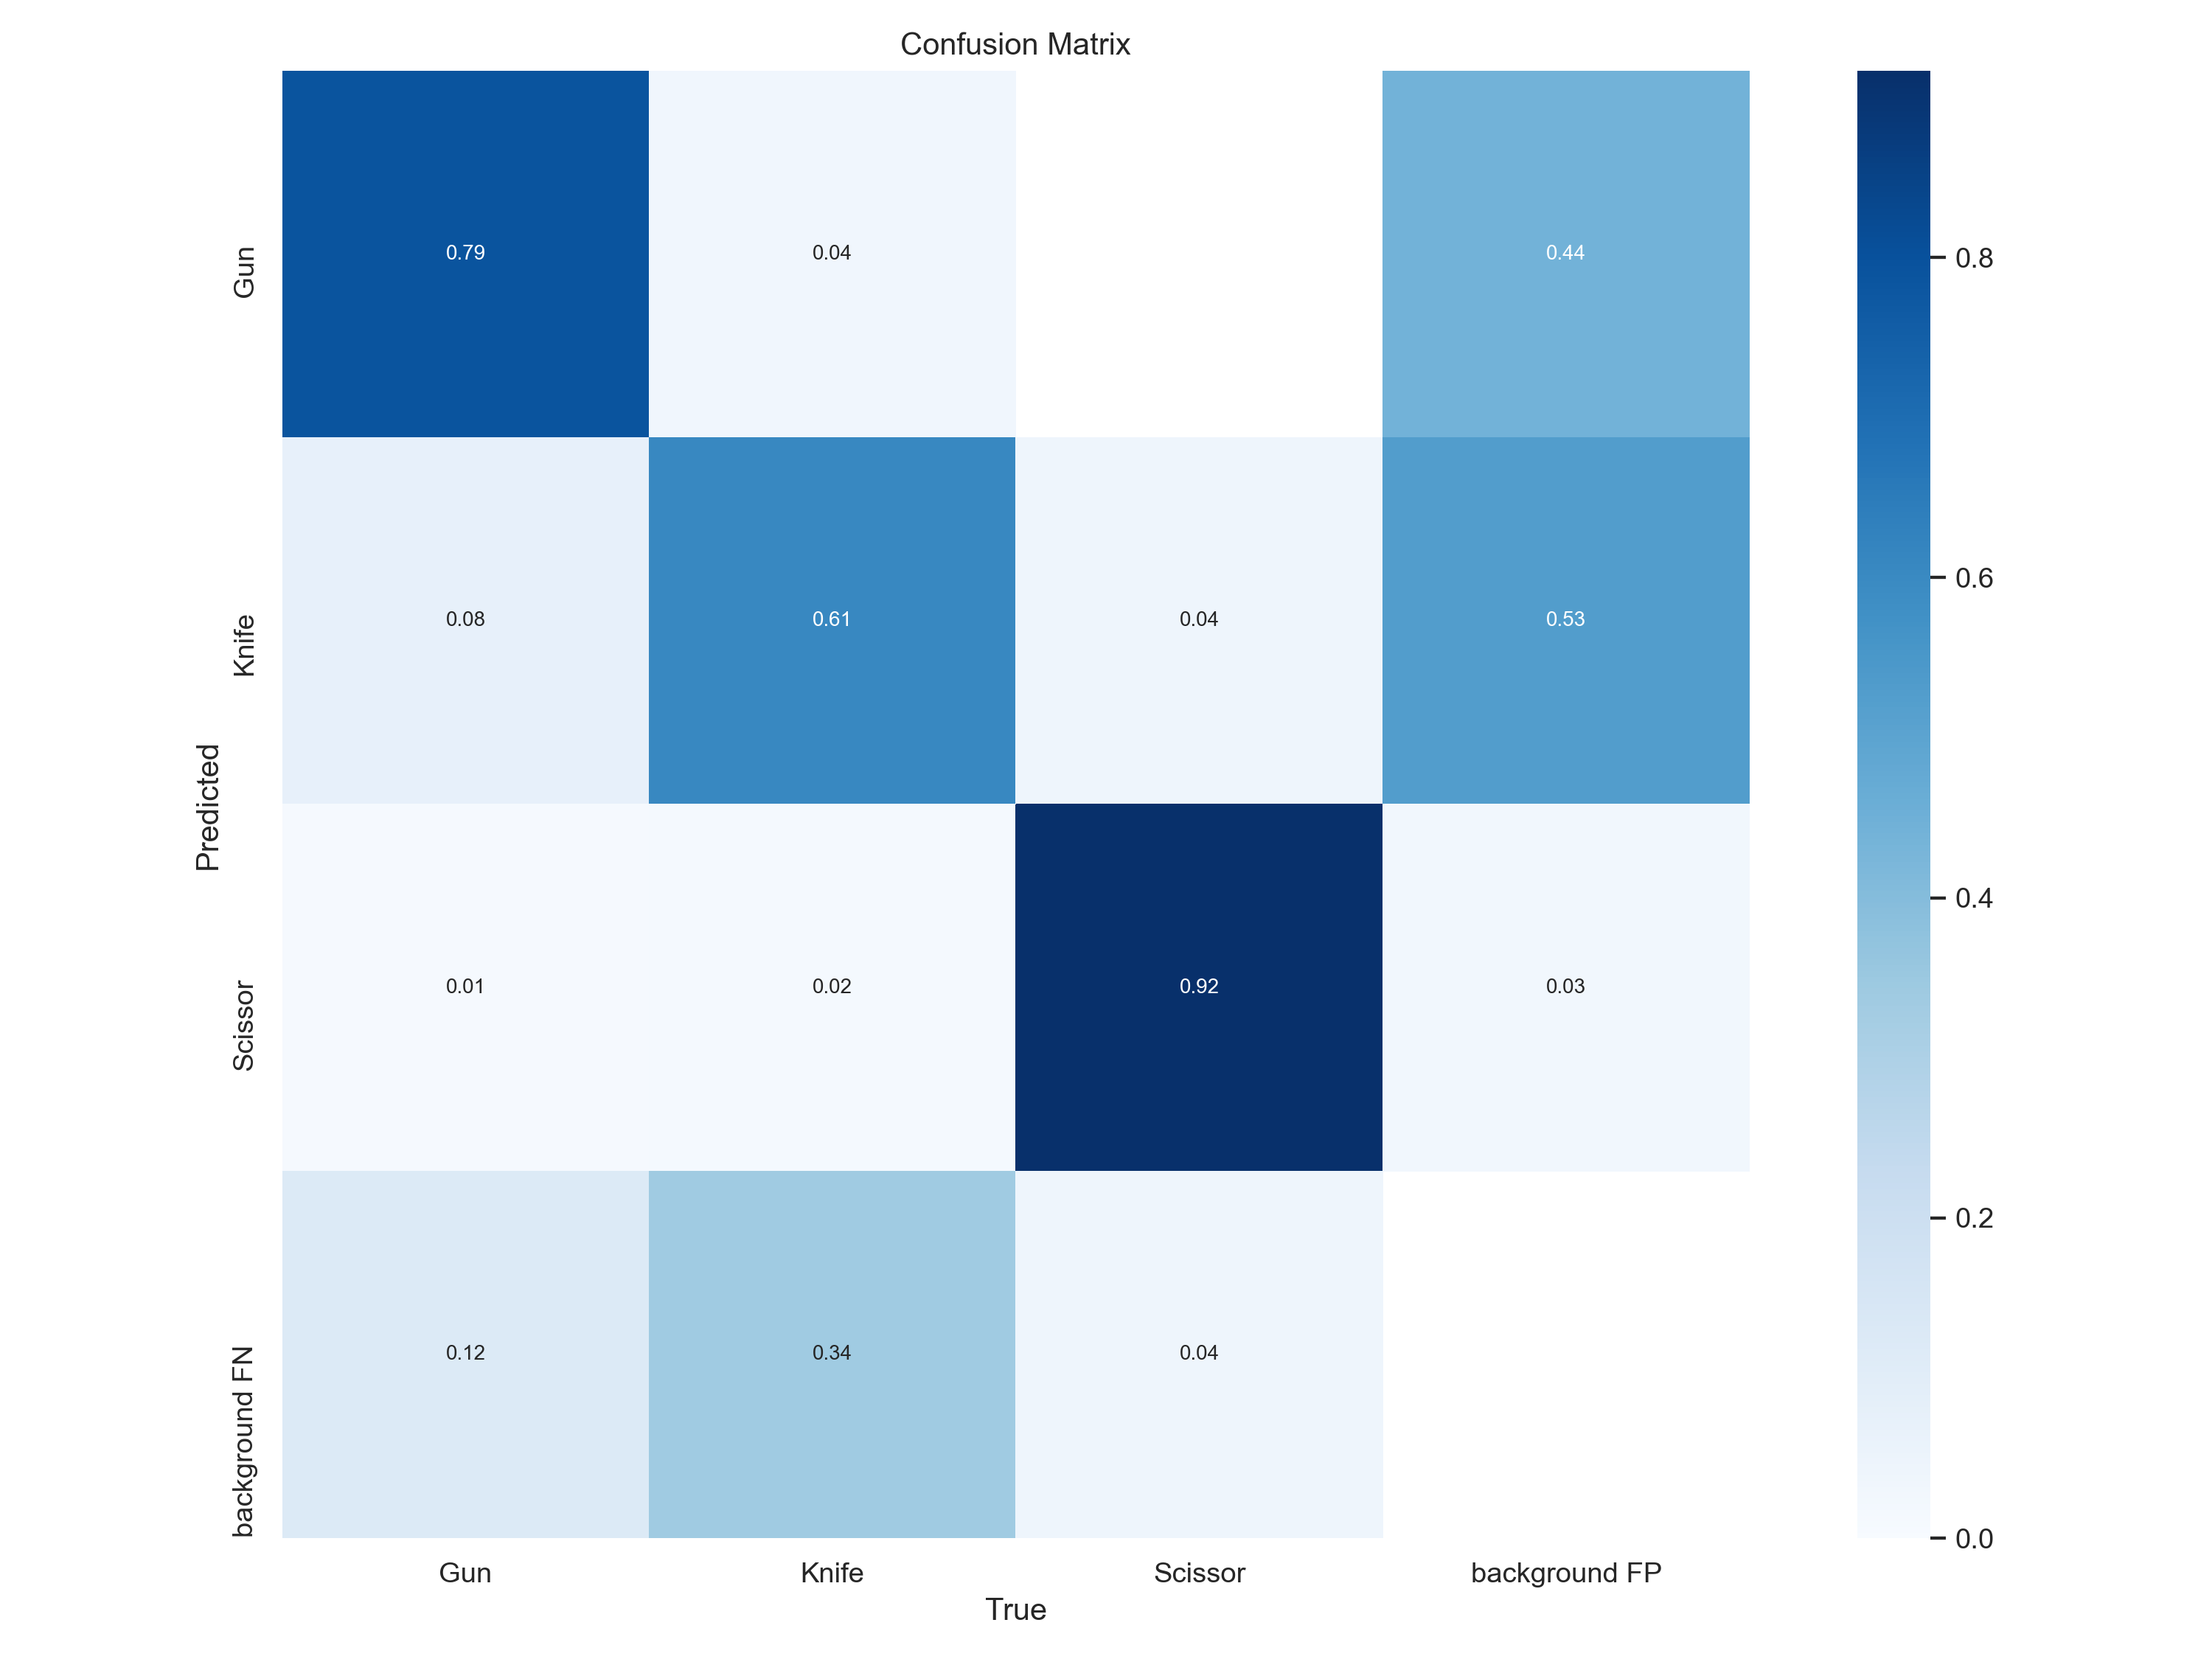 Confusion Matrix
Gun
0.79
0.04
0.44
0.8
Knife
0.08
0.61
0.04
0.53
0.6
Predicted
Scissor
0.01
0.02
0.92
0.03
0.4
background FN
0.12
0.34
0.04
0.2
0.0
Gun
Knife
Scissor
background FP
True